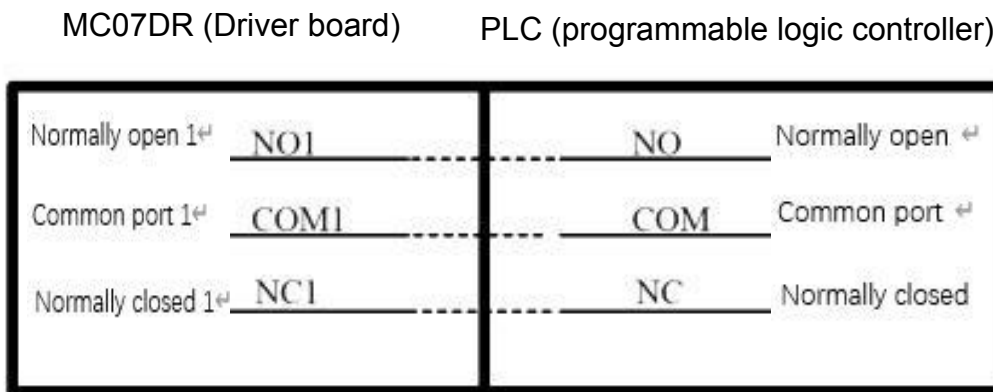 MC07DR (Driver board) PLC (programmable logic controller)
Normally open 1↵ NO1 NO Normally open ↵
Common port 1↵ COM1 COM Common port ↵
Normally closed 1↵ NC1 NC Normally closed